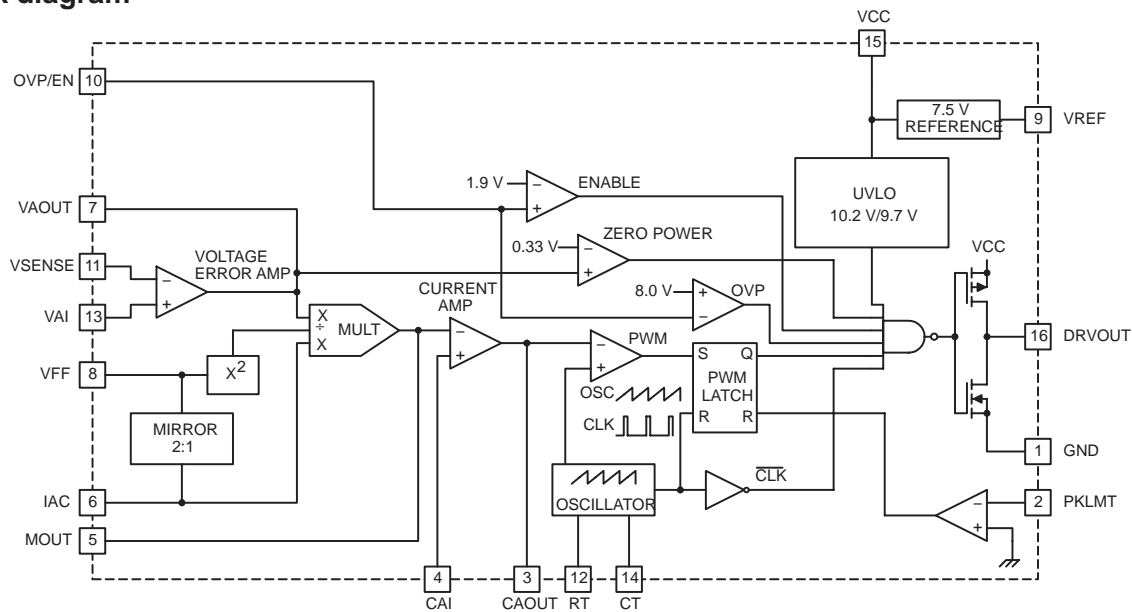 VCC
15
OVP/EN 10
7.5 V
REFERENCE
9 VREF
1.9 V
−
+
ENABLE
UVLO
10.2 V/9.7 V
VAOUT 7
0.33 V
−
+
ZERO POWER
VCC
VSENSE 11
VOLTAGE
ERROR AMP
−
+
VAI 13
8.0 V
+
−
OVP
CURRENT
AMP
X
÷
X
MULT
−
+
−
+
PWM
16 DRVOUT
VFF 8
X2
S Q
PWM
LATCH
R R
OSC
CLK
MIRROR
2:1
1 GND
CLK
OSCILLATOR
IAC 6
2 PKLMT
−
+
MOUT 5
4 3 12 14
CAI CAOUT RT CT